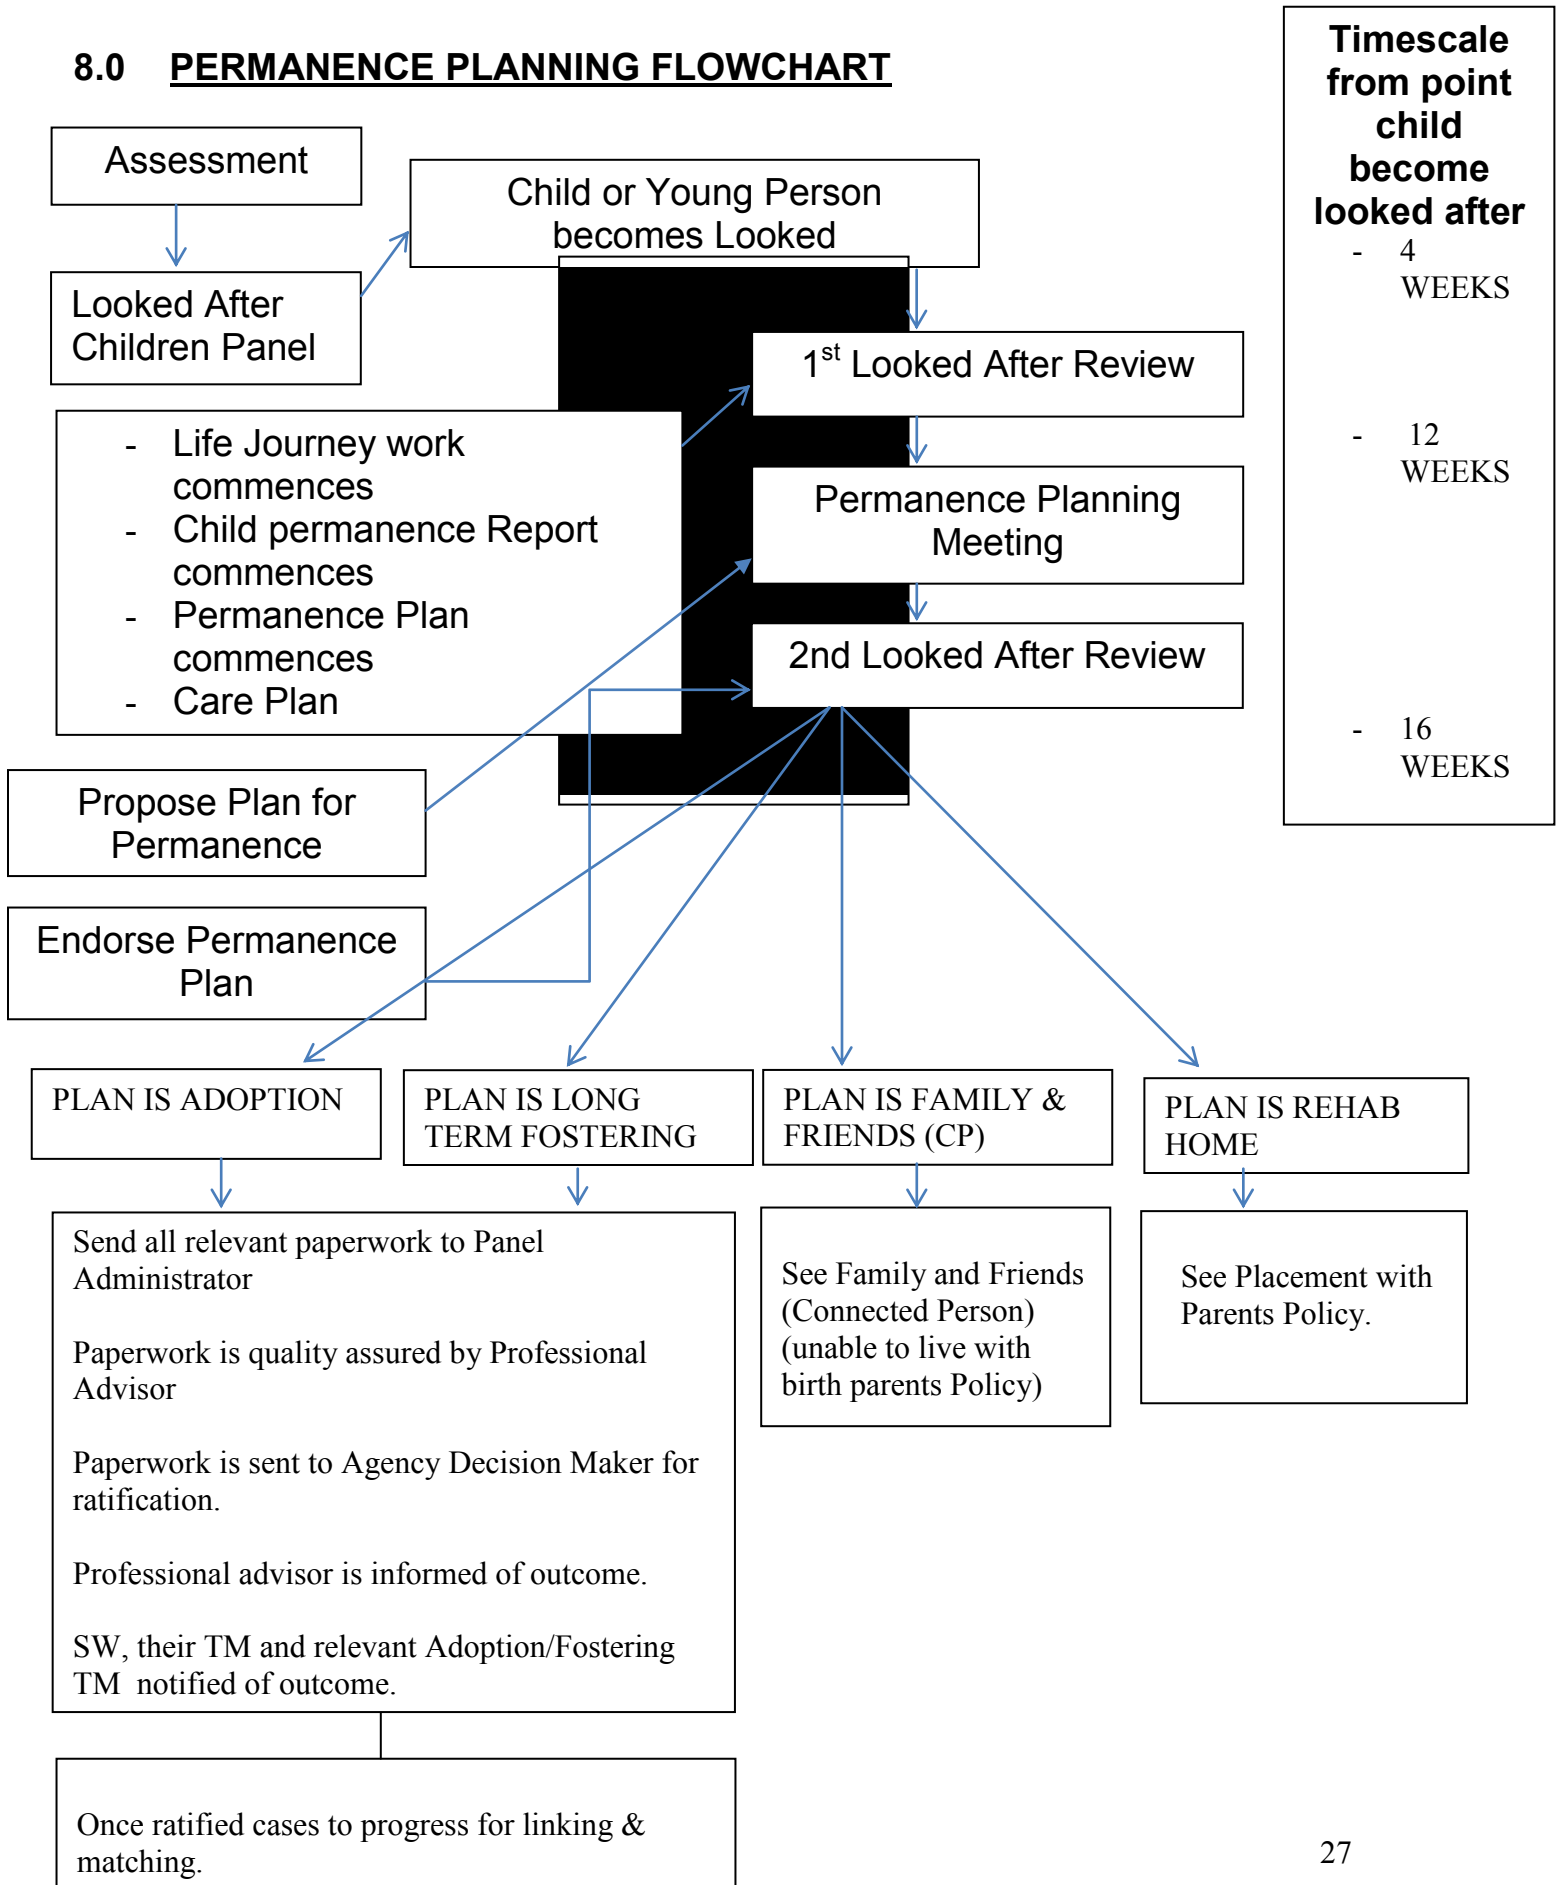 8.0 PERMANENCE PLANNING FLOWCHART
Timescale
from point
child
become
looked after
- 4
WEEKS
- 12
WEEKS
- 16
WEEKS
Assessment
Child or Young Person
becomes Looked
Looked After
Children Panel
1st Looked After Review
- Life Journey work
commences
- Child permanence Report
commences
- Permanence Plan
commences
- Care Plan
Permanence Planning
Meeting
2nd Looked After Review
Propose Plan for
Permanence
Endorse Permanence
Plan
PLAN IS ADOPTION
PLAN IS LONG
TERM FOSTERING
PLAN IS FAMILY &
FRIENDS (CP)
PLAN IS REHAB
HOME
Send all relevant paperwork to Panel
Administrator
Paperwork is quality assured by Professional
Advisor
Paperwork is sent to Agency Decision Maker for
ratification.
Professional advisor is informed of outcome.
SW, their TM and relevant Adoption/Fostering
TM notified of outcome.
See Family and Friends
(Connected Person)
(unable to live with
birth parents Policy)
See Placement with
Parents Policy.
Once ratified cases to progress for linking &
matching.
27